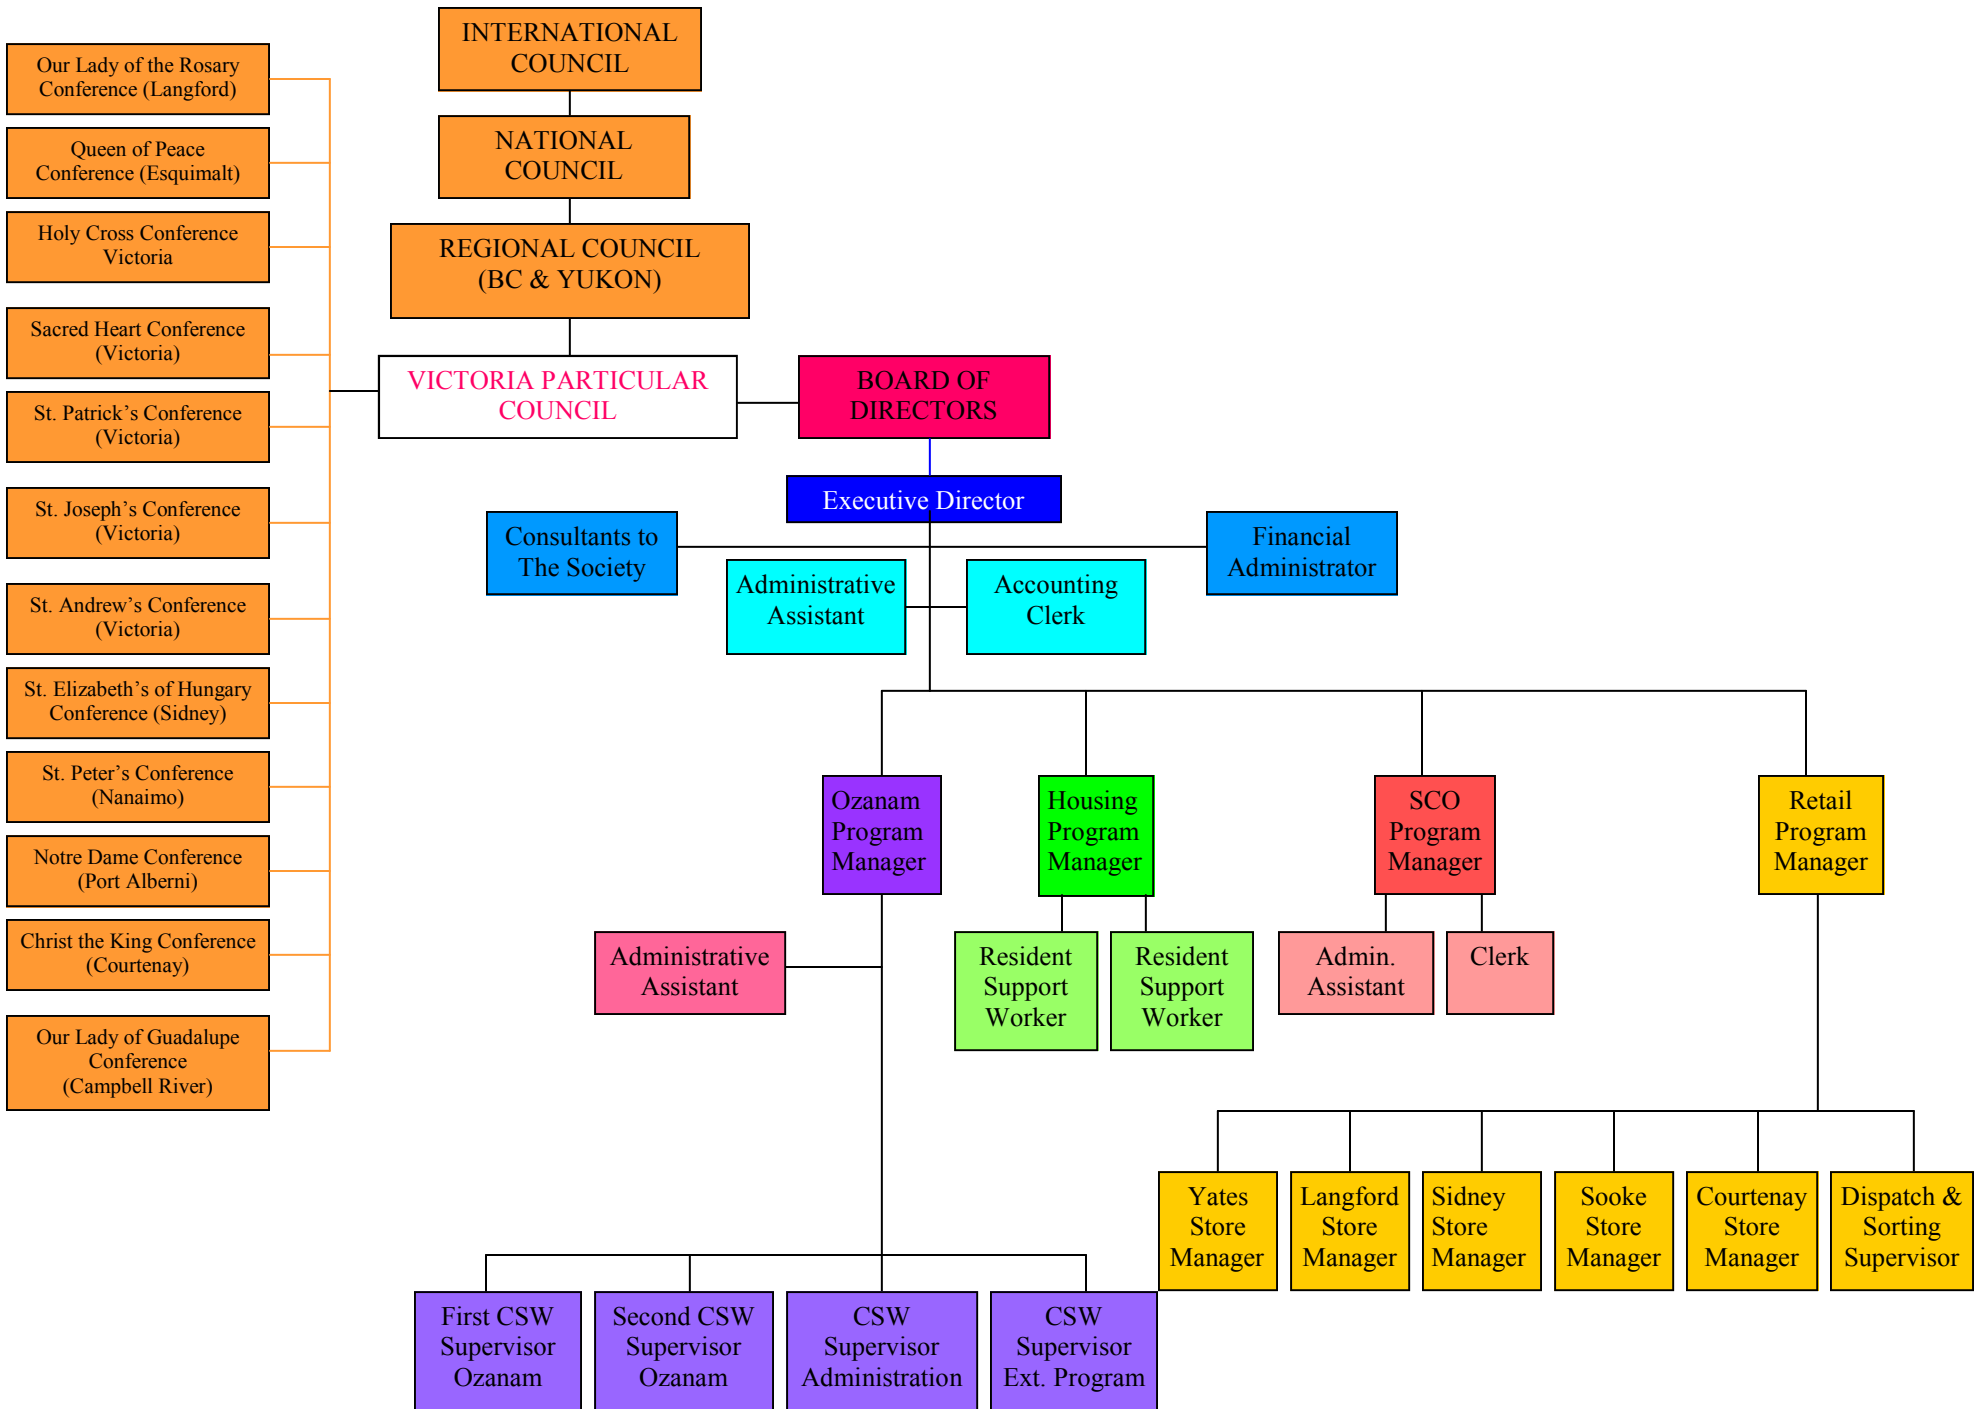 INTERNATIONAL
COUNCIL
Our Lady of the Rosary
Conference (Langford)
NATIONAL
COUNCIL
Queen of Peace
Conference (Esquimalt)
Holy Cross Conference
Victoria
REGIONAL COUNCIL
(BC & YUKON)
Sacred Heart Conference
(Victoria)
VICTORIA PARTICULAR
COUNCIL
BOARD OF
DIRECTORS
St. Patrick’s Conference
(Victoria)
Executive Director
St. Joseph’s Conference
(Victoria)
Consultants to
The Society
Financial
Administrator
Administrative
Assistant
Accounting
Clerk
St. Andrew’s Conference
(Victoria)
St. Elizabeth’s of Hungary
Conference (Sidney)
St. Peter’s Conference
(Nanaimo)
Notre Dame Conference
(Port Alberni)
Christ the King Conference
(Courtenay)
Our Lady of Guadalupe
Conference
(Campbell River)
Ozanam
Program
Manager
Housing
Program
Manager
SCO
Program
Manager
Retail
Program
Manager
Administrative
Assistant
Resident
Support
Worker
Resident
Support
Worker
Admin.
Assistant
Clerk
Yates
Store
Manager
Langford
Store
Manager
Sidney
Store
Manager
Sooke
Store
Manager
Courtenay
Store
Manager
Dispatch &
Sorting
Supervisor
First CSW
Supervisor
Ozanam
Second CSW
Supervisor
Ozanam
CSW
Supervisor
Administration
CSW
Supervisor
Ext. Program